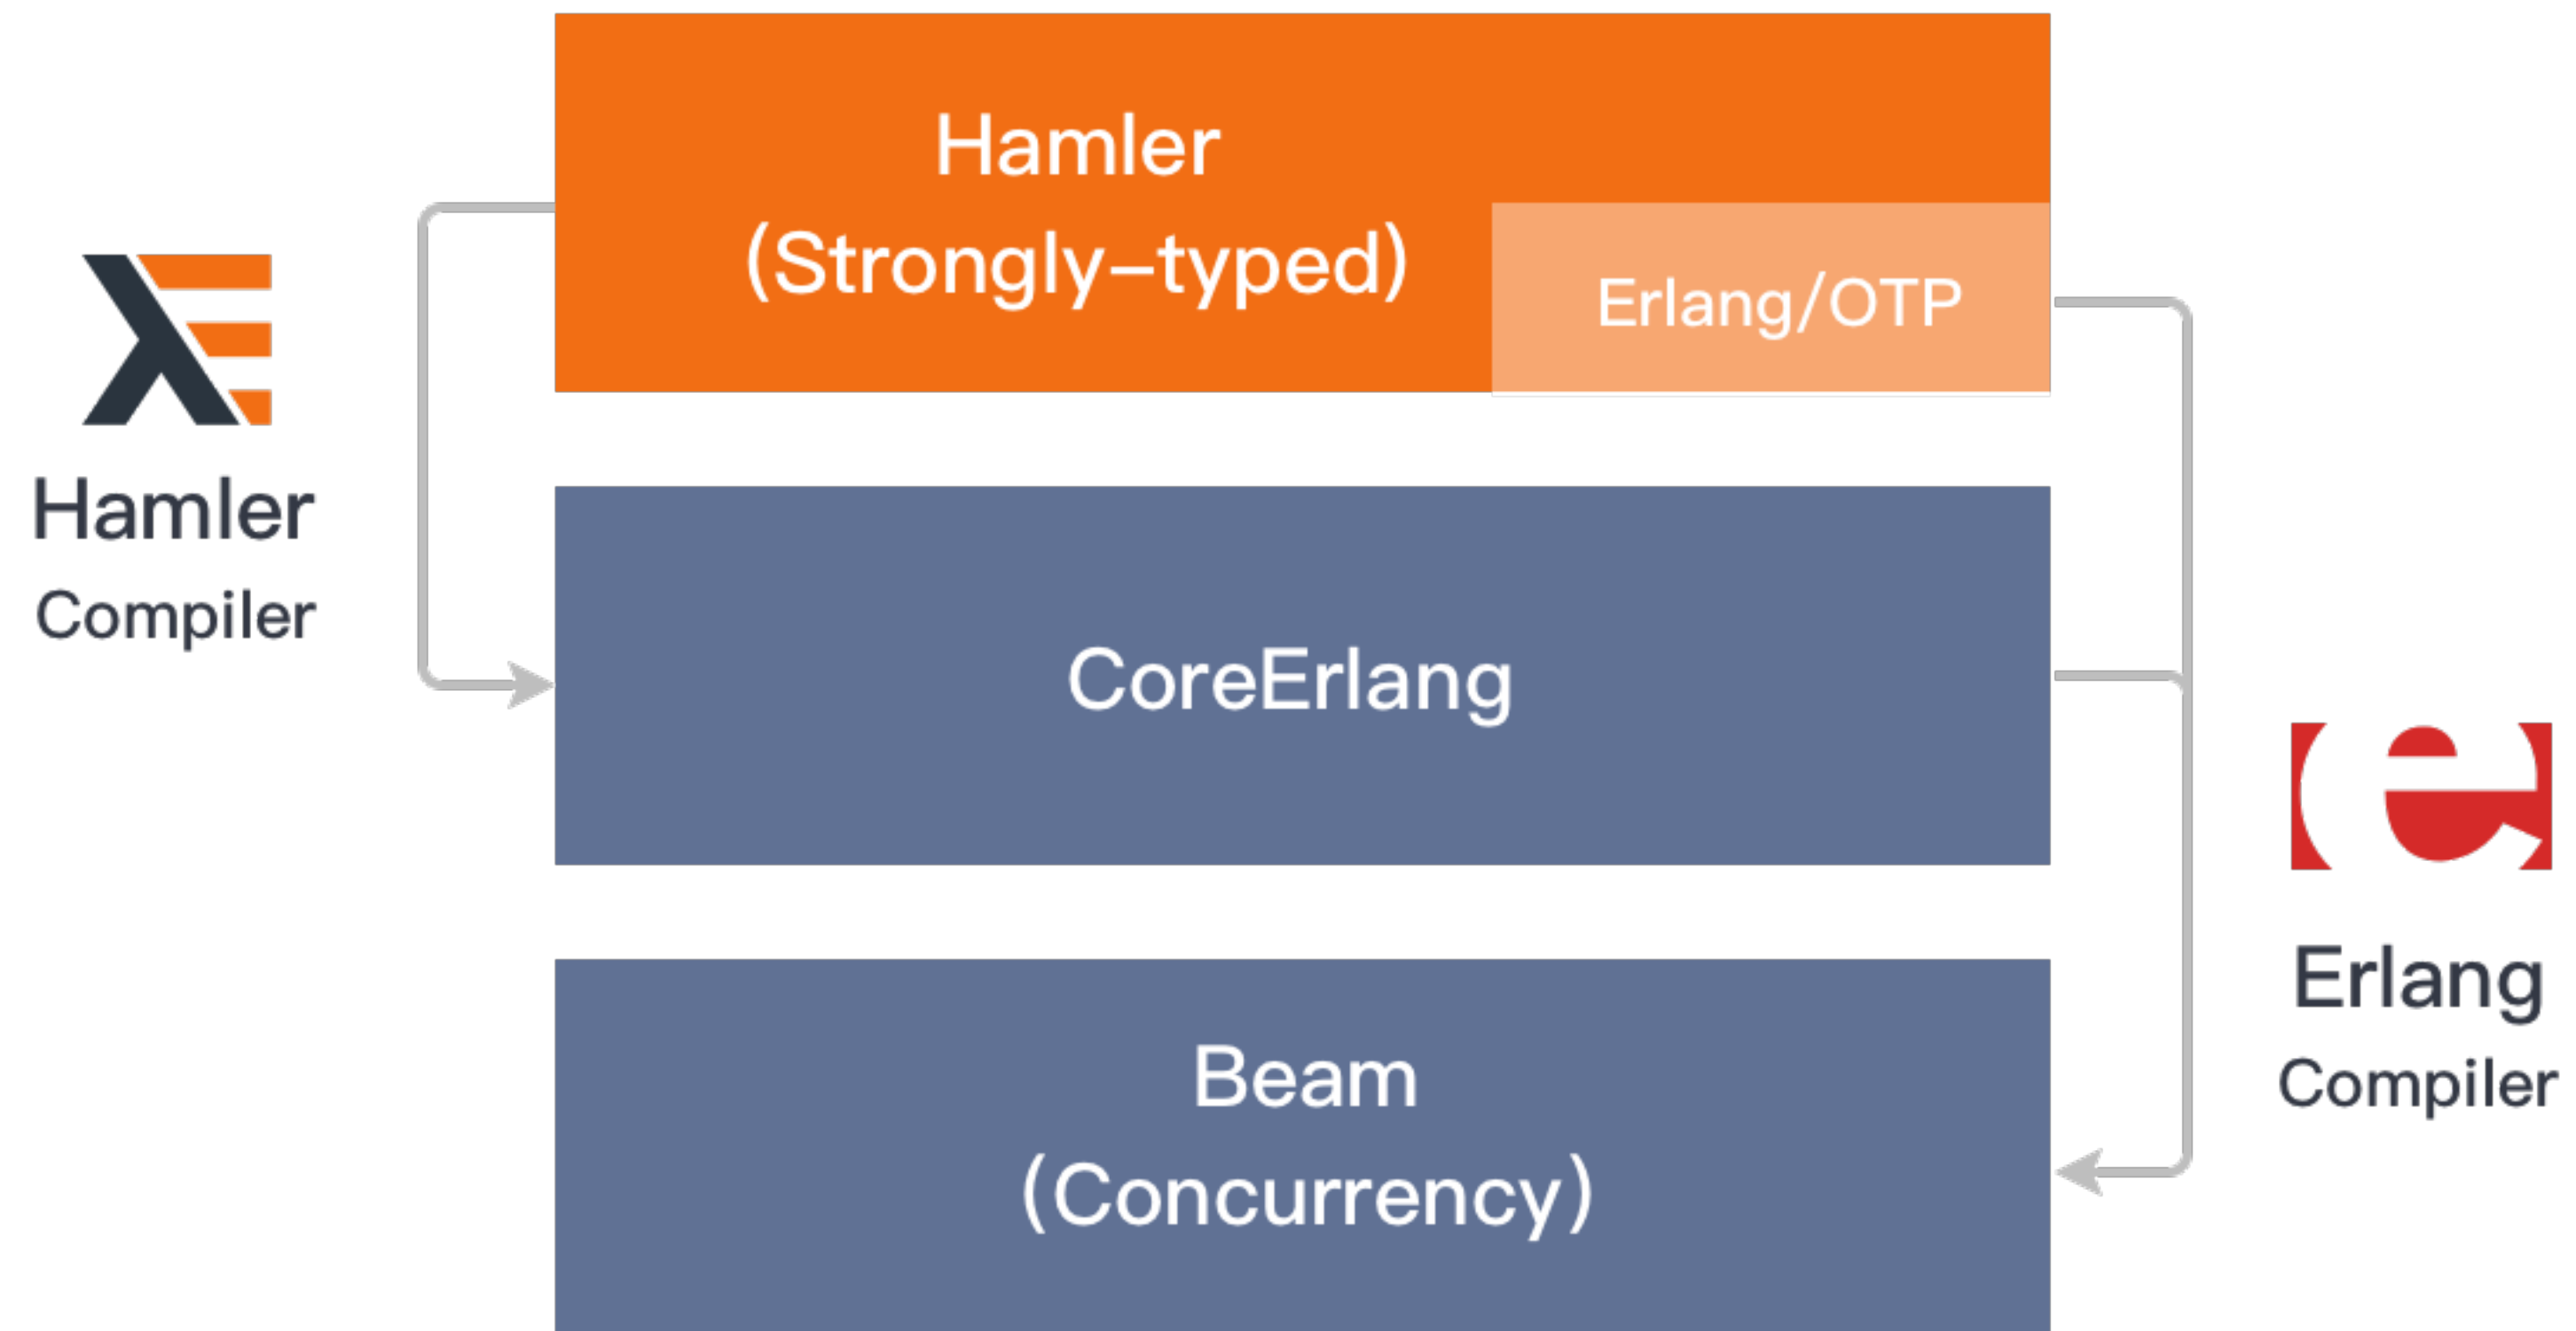 Hamler
(Strongly–typed)
Erlang/OTP
Hamler
Compiler
CoreErlang
Erlang
Compiler
Beam
(Concurrency)